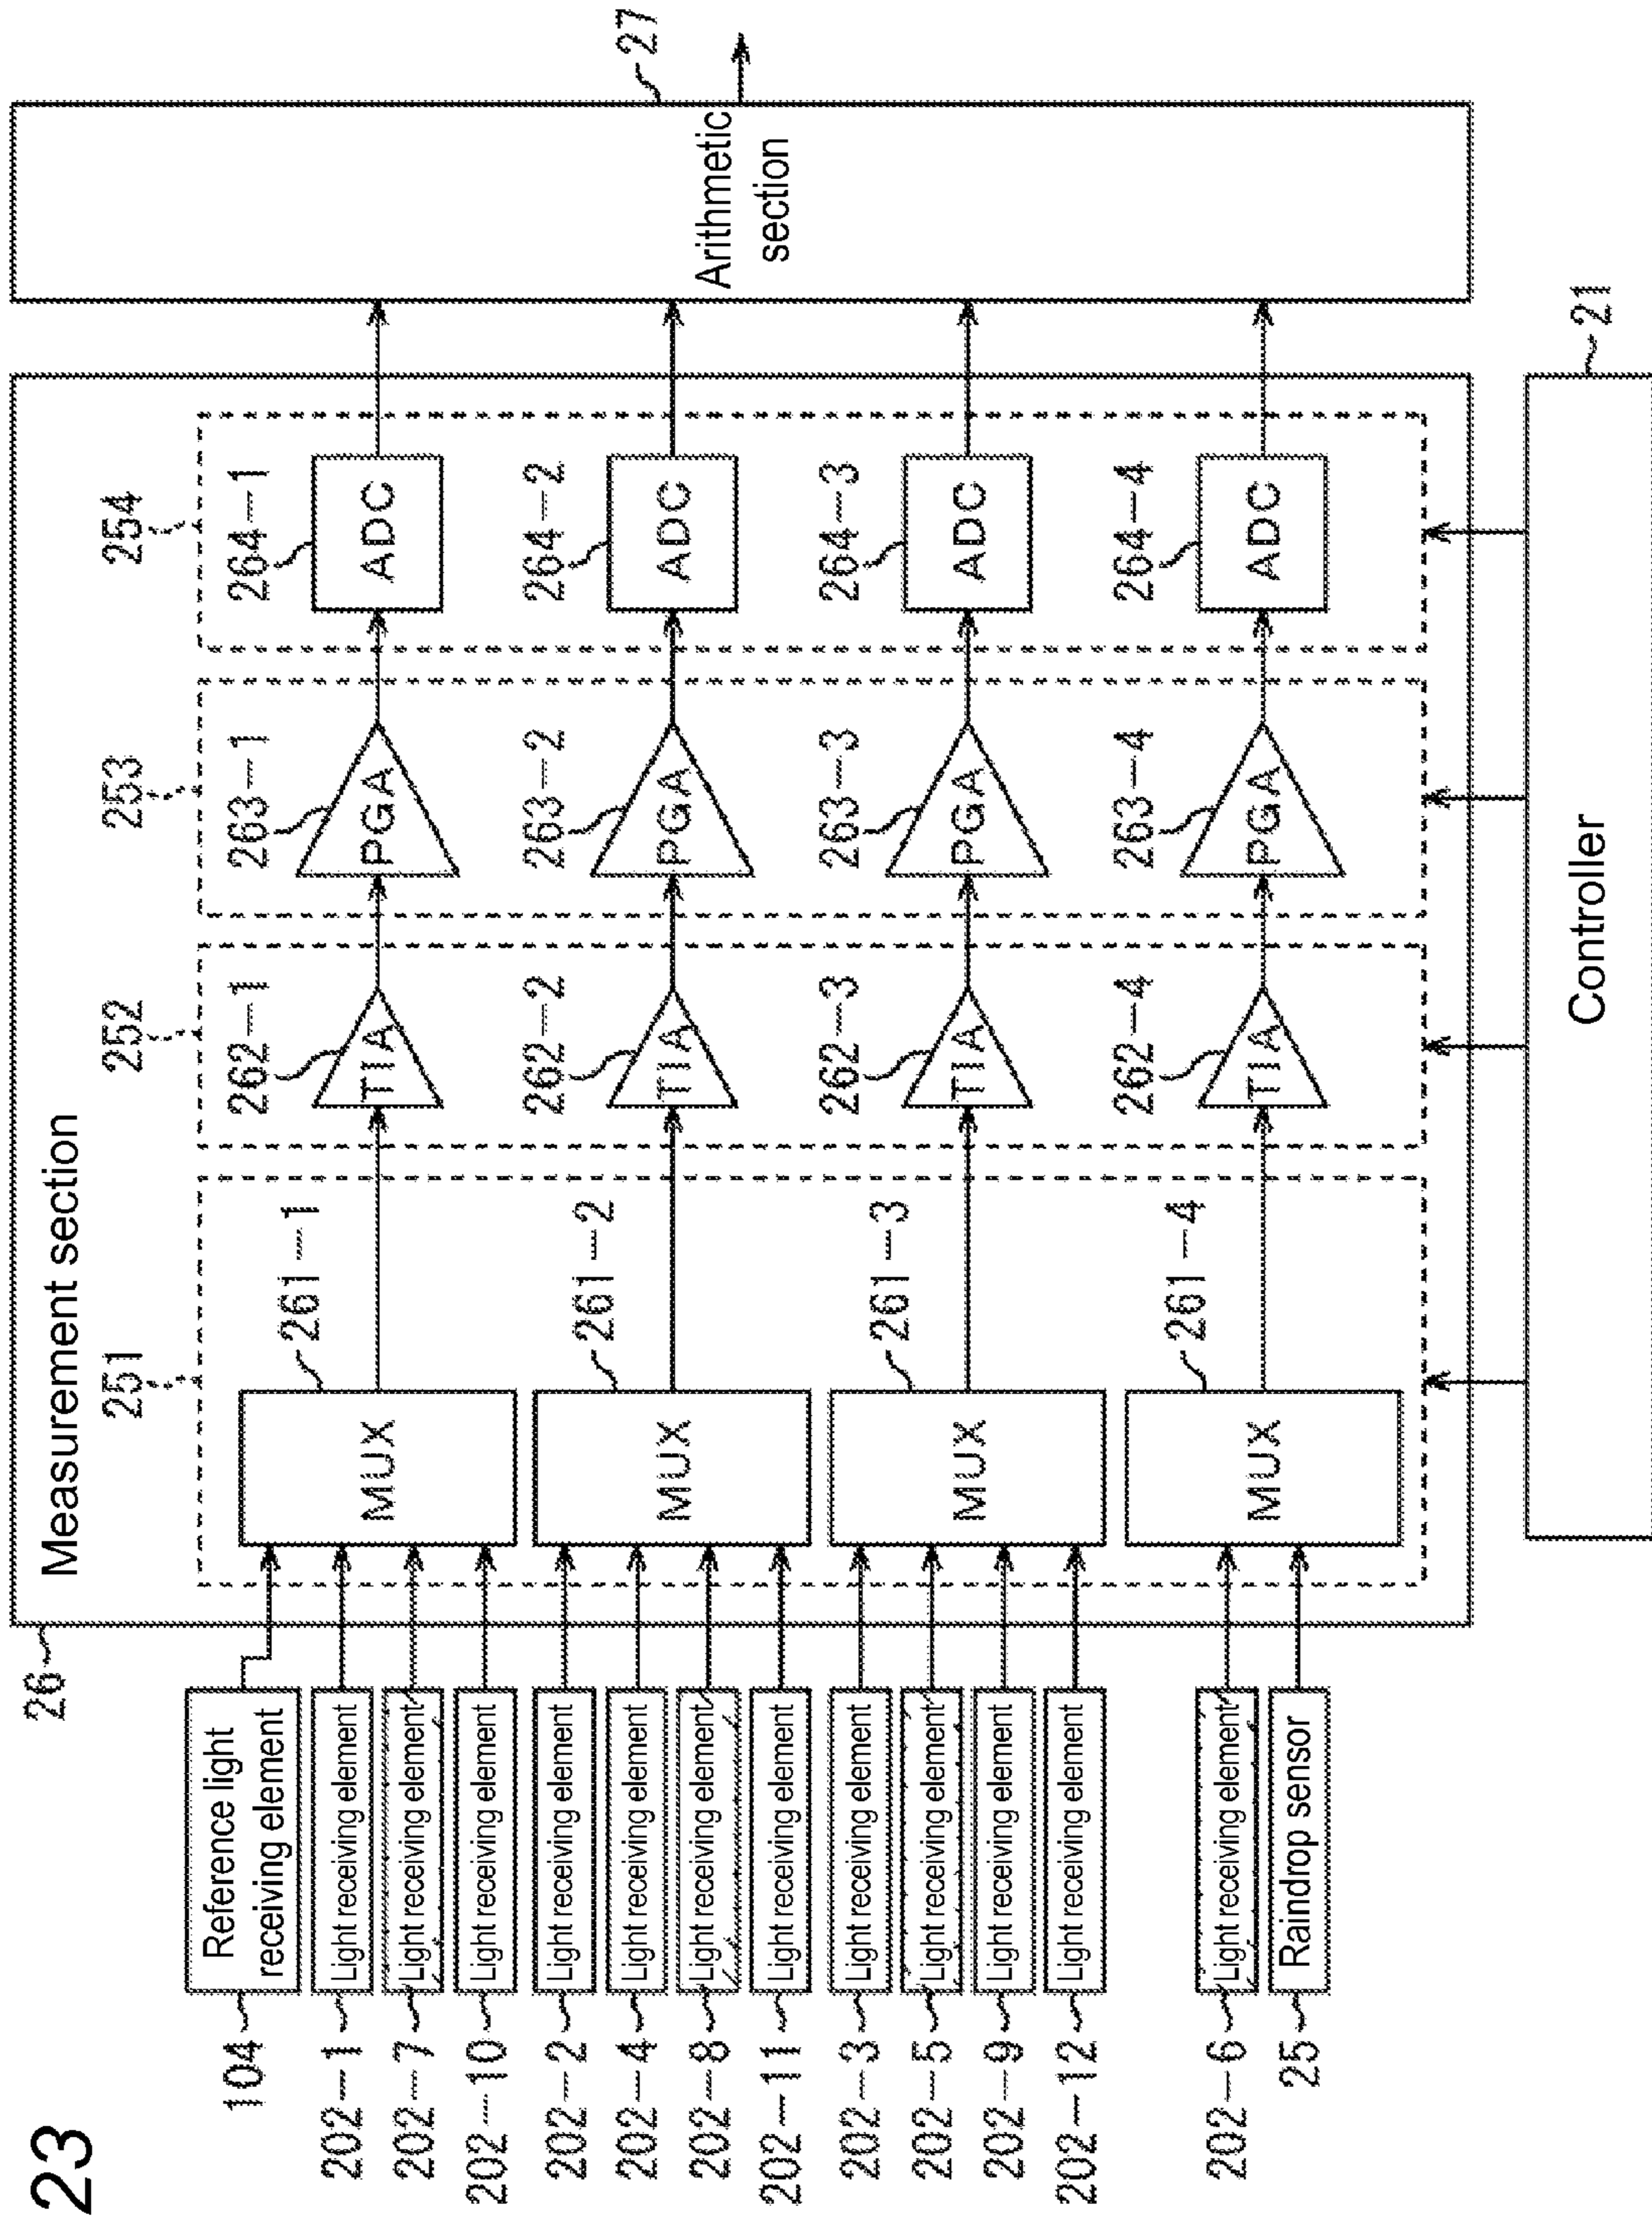 23
26
Measurement section
251
252
253
254
27
104
Reference light
receiving element
202-1
Light receiving element
202-7
Light receiving element
202-10
Light receiving element
MUX
261-1
TIA
262-1
PGA
263-1
ADC
264-1
202-2
Light receiving element
202-4
Light receiving element
202-8
Light receiving element
202-11
Light receiving element
MUX
261-2
TIA
262-2
PGA
263-2
ADC
264-2
Arithmetic
section
202-3
Light receiving element
202-5
Light receiving element
202-9
Light receiving element
202-12
Light receiving element
MUX
261-3
TIA
262-3
PGA
263-3
ADC
264-3
202-6
Light receiving element
25
Raindrop sensor
MUX
261-4
TIA
262-4
PGA
263-4
ADC
264-4
Controller
21